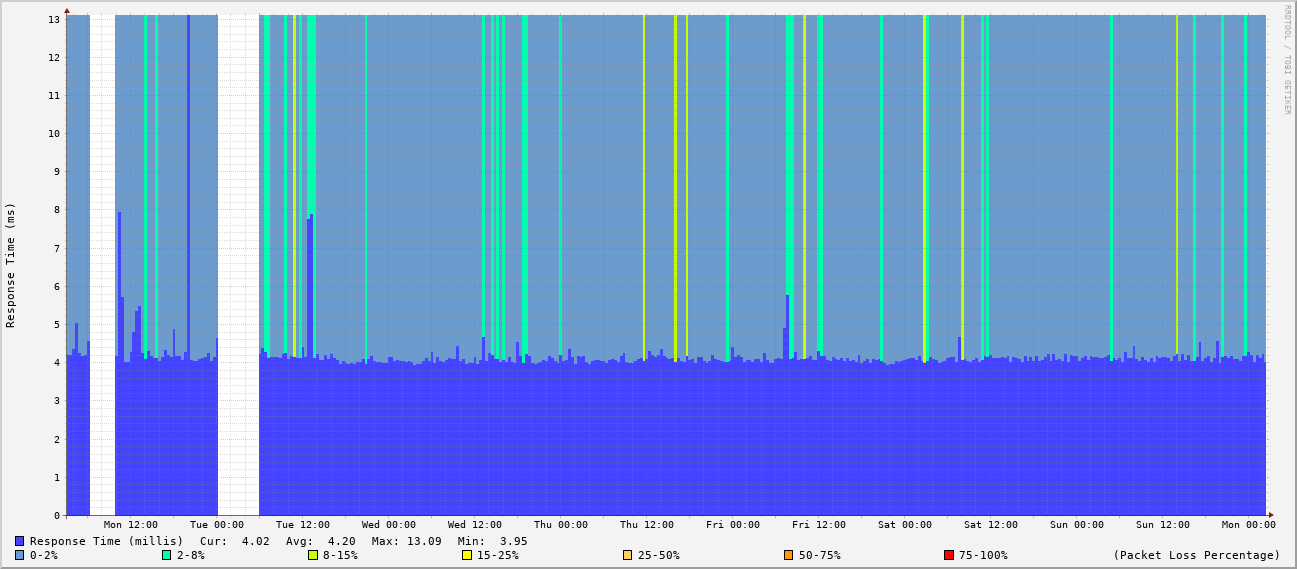 RRDTOOL / TOBI OETIKER
Response Time (ms)
13
12
11
10
9
8
7
6
5
4
3
2
1
0
Mon 12:00 Tue 00:00 Tue 12:00 Wed 00:00 Wed 12:00 Thu 00:00 Thu 12:00 Fri 00:00 Fri 12:00 Sat 00:00 Sat 12:00 Sun 00:00 Sun 12:00 Mon 00:00
Response Time (millis) Cur: 4.02 Avg: 4.20 Max: 13.09 Min: 3.95
0-2% 2-8% 8-15% 15-25% 25-50% 50-75% 75-100% (Packet Loss Percentage)